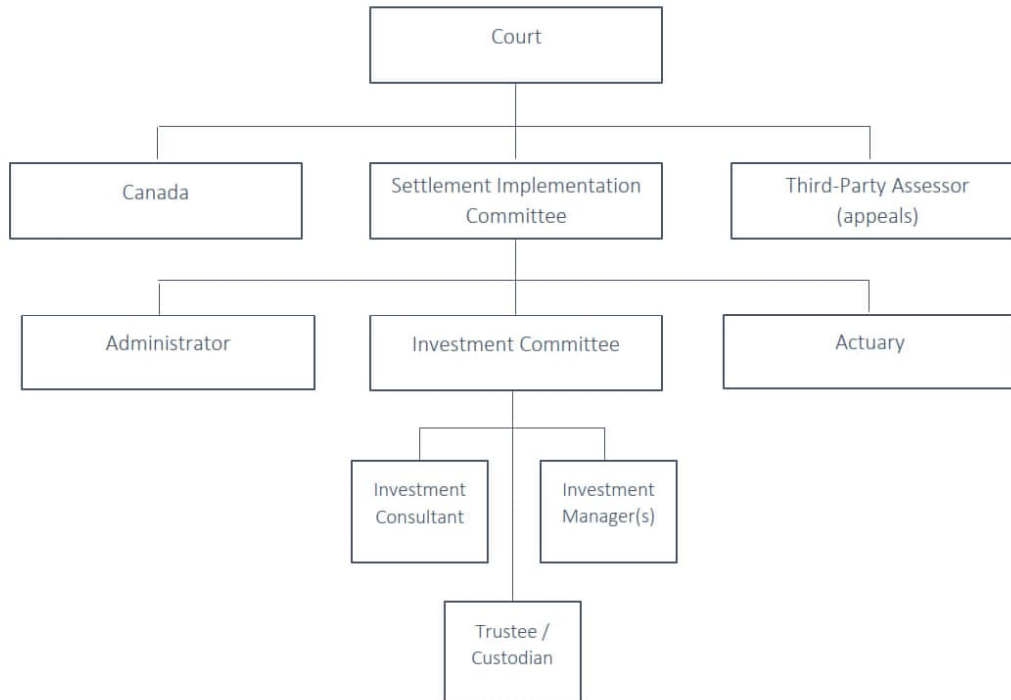 Court
Canada
Settlement Implementation
Committee
Third-Party Assessor
(appeals)
Administrator
Investment Committee
Actuary
Investment
Consultant
Investment
Manager(s)
Trustee /
Custodian